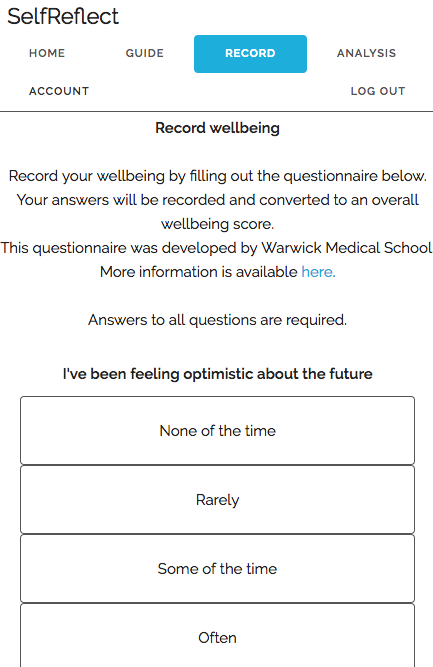 SelfReflect
HOME GUIDE RECORD ANALYSIS
ACCOUNT LOG OUT
Record wellbeing
Record your wellbeing by filling out the questionnaire below.
Your answers will be recorded and converted to an overall
wellbeing score.
This questionnaire was developed by Warwick Medical School
More information is available here.
Answers to all questions are required.
I've been feeling optimistic about the future
None of the time
Rarely
Some of the time
Often